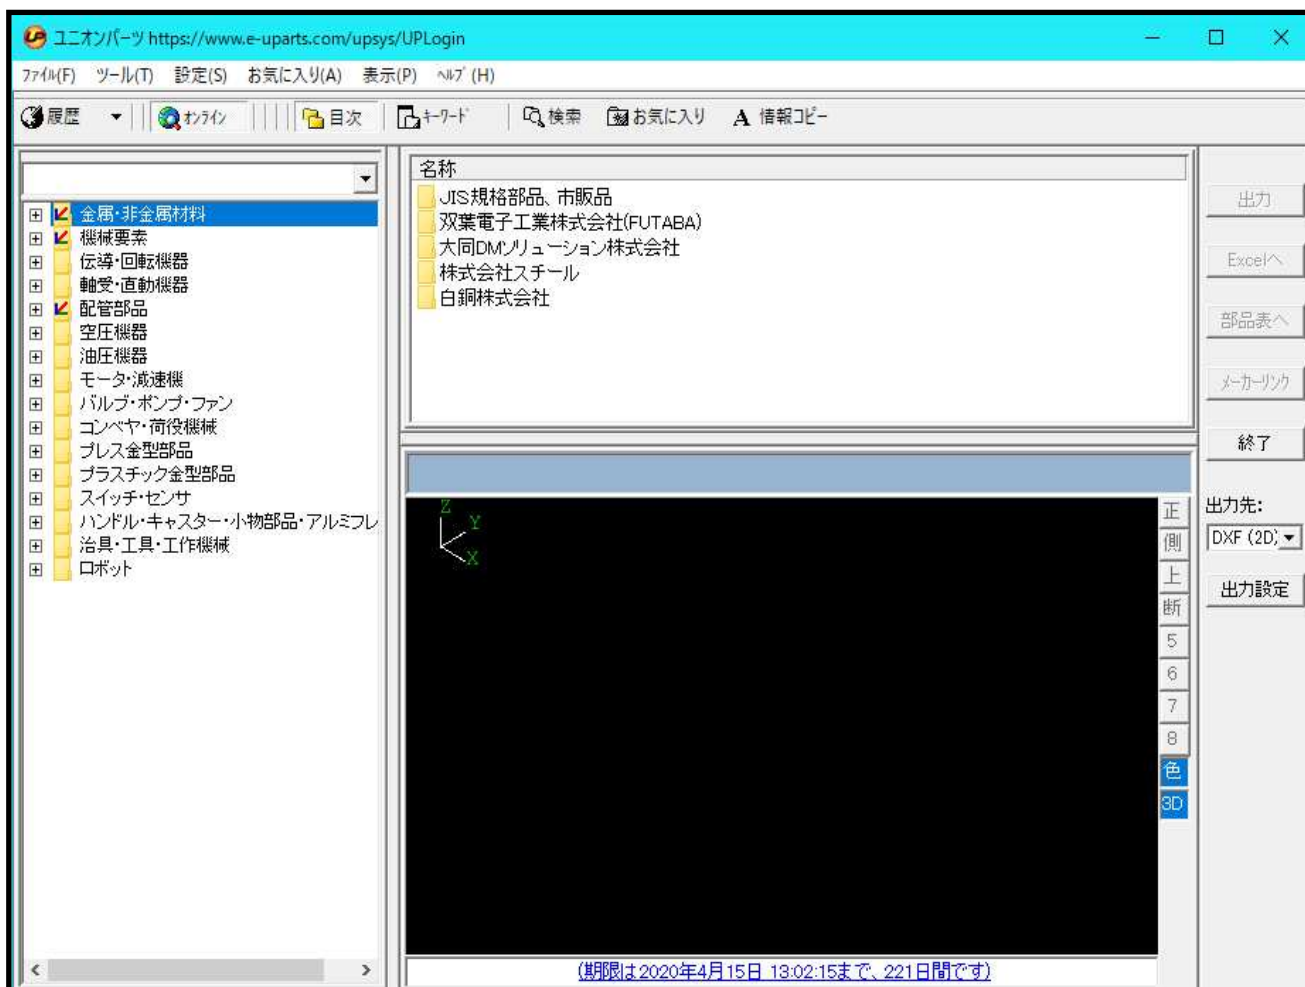 ユニオンパーツ https://www.e-uparts.com/upsys/UPLogin
ファイル(F) ツール(T) 設定(S) お気に入り(A) 表示(P) ヘルプ(H)
履歴 オンライン 目次 キーワード 検索 お気に入り A 情報コピー
金属・非金属材料
機械要素
伝導・回転機器
軸受・直動機器
配管部品
空圧機器
油圧機器
モータ・減速機
バルブ・ポンプ・ファン
コンベヤ・荷役機械
プレス金型部品
プラスチック金型部品
スイッチ・センサ
ハンドル・キャスター・小物部品・アルミフレ
治具・工具・工作機械
ロボット
名称
JIS規格部品、市販品
双葉電子工業株式会社(FUTABA)
大同DMソリューション株式会社
株式会社スチール
白銅株式会社
Z
Y
X
正
側
上
断
5
6
7
8
色
3D
(期限は2020年4月15日 13:02:15まで、221日間です)
出力
Excelへ
部品表へ
メーカーリンク
終了
出力先:
DXF (2D)
出力設定